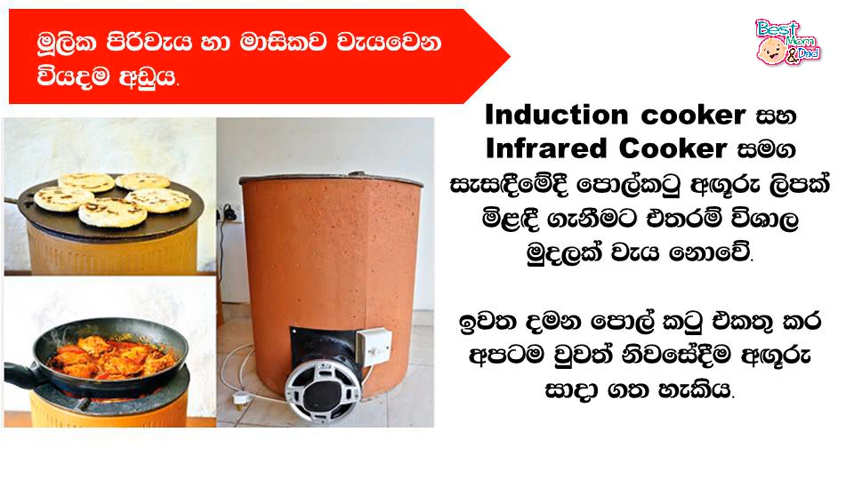 මූලික පිරිවැය හා මාසිකව වැයවෙන
වියදම අඩුය.
Best
Mom
& Dad
Induction cooker සහ
Infrared Cooker සමග
සැසඳීමේදී පොල්කටු අඟුරු ලිපක්
මිළඳී ගැනීමට එතරම් විශාල
මුදලක් වැය නොවේ.
ඉවත දමන පොල් කටු එකතු කර
අපටම වුවත් නිවසේදීම අඟුරු
සාදා ගත හැකිය.